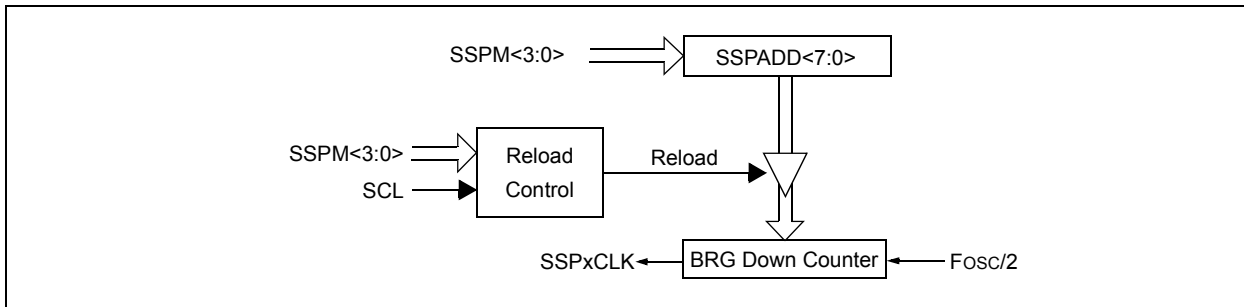 SSPM<3:0>
SSPADD<7:0>
SSPM<3:0>
SCL
Reload
Control
Reload
SSPxCLK
BRG Down Counter
FOSC/2